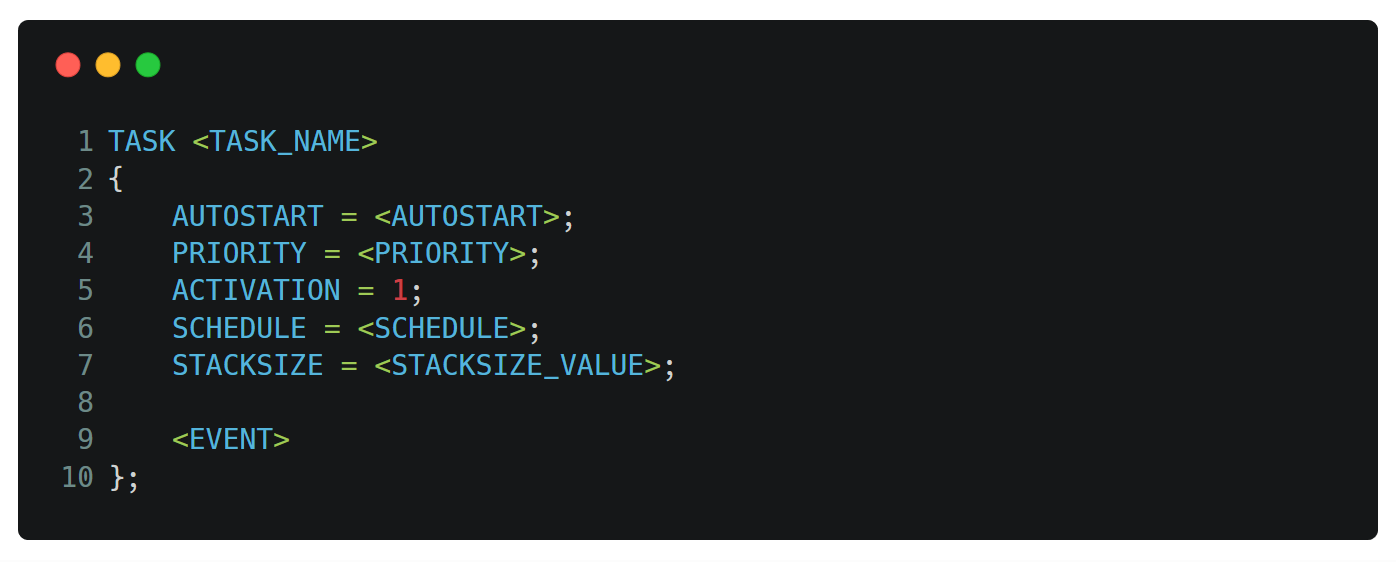 1 TASK <TASK_NAME>
2 {
3 AUTOSTART = <AUTOSTART>;
4 PRIORITY = <PRIORITY>;
5 ACTIVATION = 1;
6 SCHEDULE = <SCHEDULE>;
7 STACKSIZE = <STACKSIZE_VALUE>;
8
9 <EVENT>
10 };